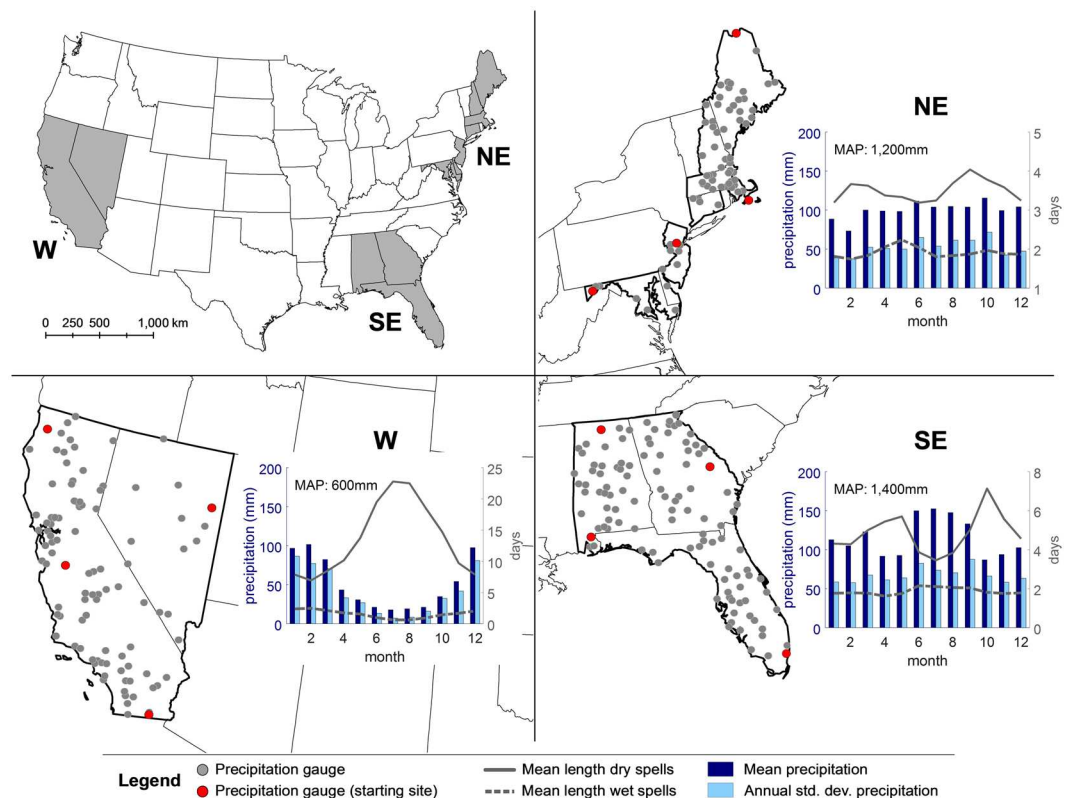 NE
W
SE
0 250 500 1,000 km
NE
MAP: 1,200mm
precipitation (mm)
200
150
100
50
0
5
4
3
2
1
days
2 4 6 8 10 12
month
W
MAP: 600mm
precipitation (mm)
200
150
100
50
0
25
20
15
10
5
0
days
2 4 6 8 10 12
month
SE
MAP: 1,400mm
precipitation (mm)
200
150
100
50
0
8
6
4
2
0
days
2 4 6 8 10 12
month
Legend
Precipitation gauge
Precipitation gauge (starting site)
Mean length dry spells
Mean length wet spells
Mean precipitation
Annual std. dev. precipitation